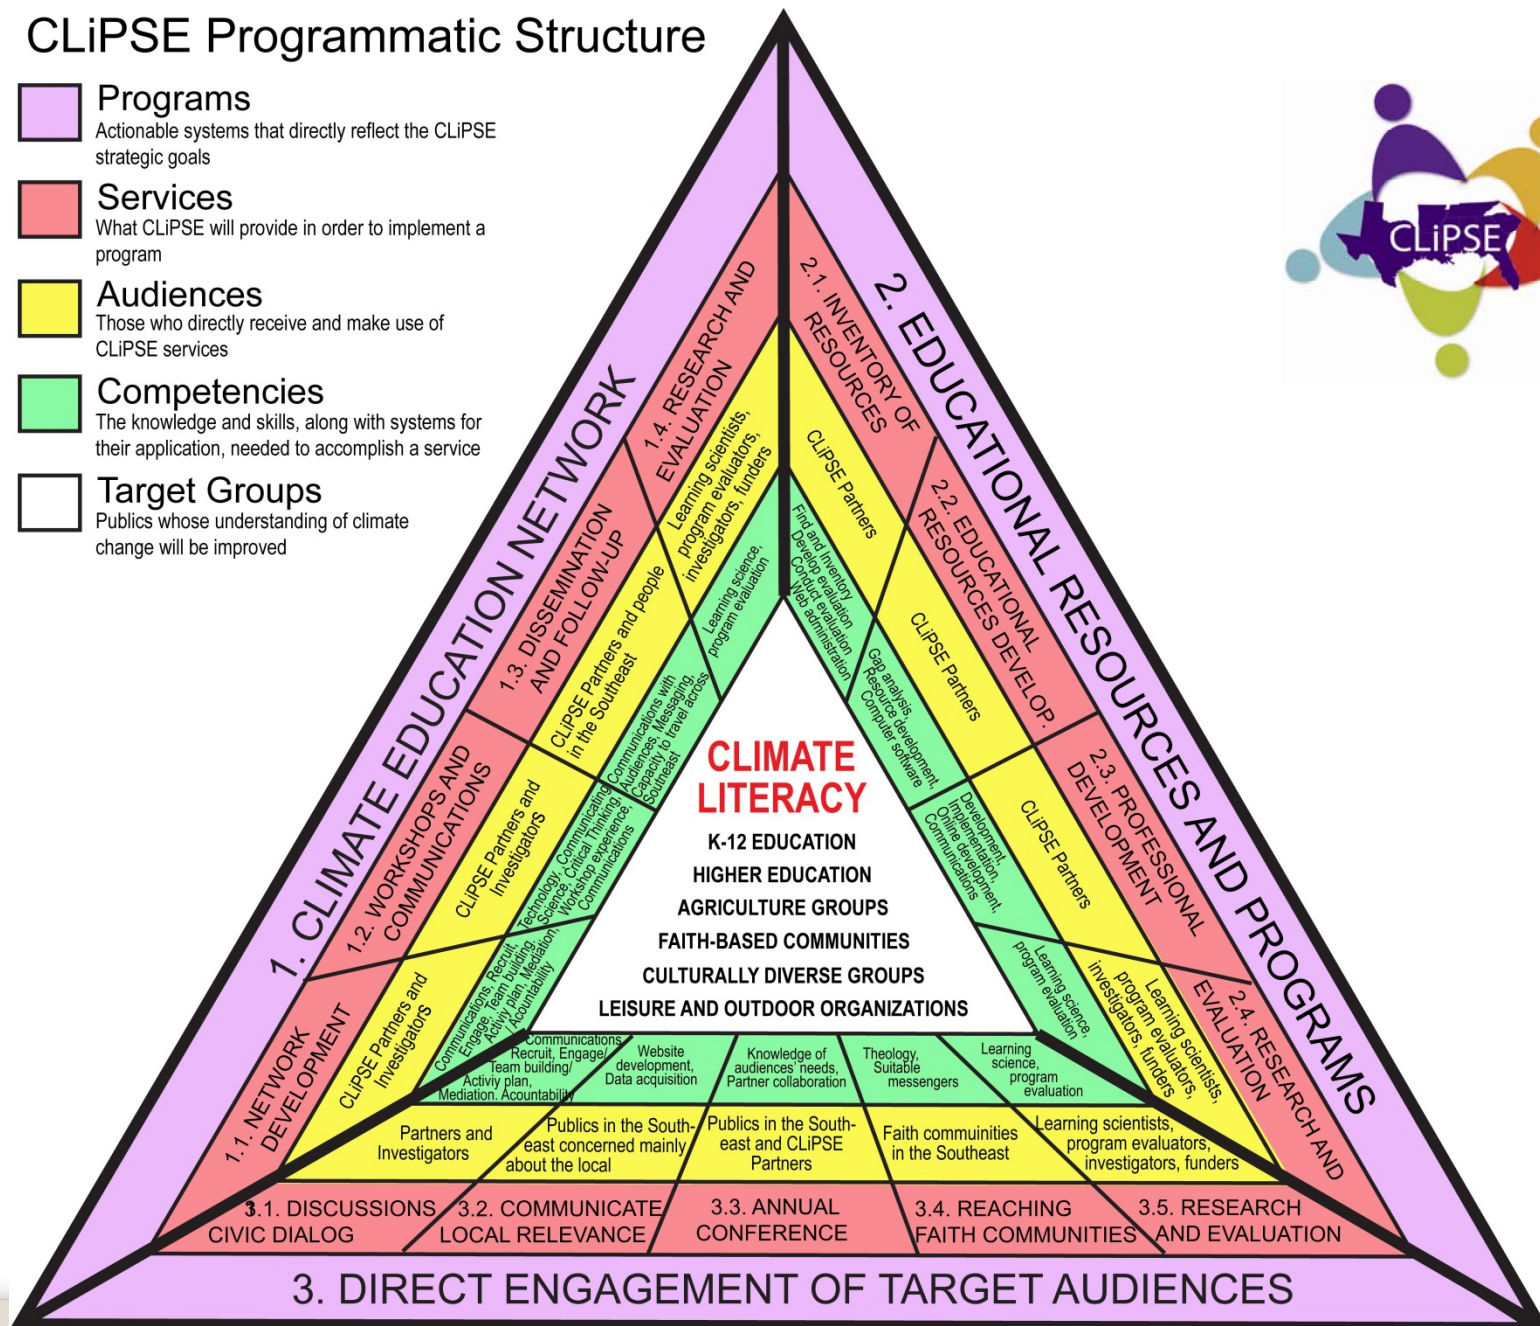 CLiPSE Programmatic Structure
Programs
Actionable systems that directly reflect the CLiPSE
strategic goals
Services
What CLiPSE will provide in order to implement a
program
Audiences
Those who directly receive and make use of
CLiPSE services
Competencies
The knowledge and skills, along with systems for
their application, needed to accomplish a service
Target Groups
Publics whose understanding of climate
change will be improved
CLiPSE
1. CLIMATE EDUCATION NETWORK
1.1. NETWORK
DEVELOPMENT
1.2. WORKSHOPS AND
COMMUNICATIONS
1.3. DISSEMINATION
AND FOLLOW-UP
1.4. RESEARCH AND
EVALUATION
CLiPSE Partners and
Investigators
CLiPSE Partners and
Investigators
CLiPSE Partners and people
in the Southeast
Learning scientists,
program evaluators,
investigators, funders
Communications, Recruit,
Engage, Team building,
Activiy plan, Mediation,
Acountability
Technology, Communicating
Science, Critical Thinking,
Workshop experience,
Communications
Communications with
Audiences, Messaging,
Capacity to travel across
Southeast
Learning science,
program evaluation
2. EDUCATIONAL RESOURCES AND PROGRAMS
2.1. INVENTORY OF
RESOURCES
2.2. EDUCATIONAL
RESOURCES DEVELOP.
2.3. PROFESSIONAL
DEVELOPMENT
2.4. RESEARCH AND
EVALUATION
CLiPSE Partners
CLiPSE Partners
CLiPSE Partners
Learning scientists,
program evaluators,
investigators, funders
Find and Inventory
Develop evaluation
Conduct evaluation
Web administration
Gap analysis,
Resource development,
Computer software
Development,
Implementation,
Online development,
Communications
Learning science,
program evaluation
CLIMATE
LITERACY
K-12 EDUCATION
HIGHER EDUCATION
AGRICULTURE GROUPS
FAITH-BASED COMMUNITIES
CULTURALLY DIVERSE GROUPS
LEISURE AND OUTDOOR ORGANIZATIONS
Communications,
Recruit, Engage/
Team building/
Activiy plan,
Mediation. Acountability
Website
development,
Data acquisition
Knowledge of
audiences' needs,
Partner collaboration
Theology,
Suitable
messengers
Learning
science,
program
evaluation
Partners and
Investigators
Publics in the South-
east concerned mainly
about the local
Publics in the South-
east and CLiPSE
Partners
Faith commuinities
in the Southeast
Learning scientists,
program evaluators,
investigators, funders
3.1. DISCUSSIONS
CIVIC DIALOG
3.2. COMMUNICATE
LOCAL RELEVANCE
3.3. ANNUAL
CONFERENCE
3.4. REACHING
FAITH COMMUNITIES
3.5. RESEARCH
AND EVALUATION
3. DIRECT ENGAGEMENT OF TARGET AUDIENCES